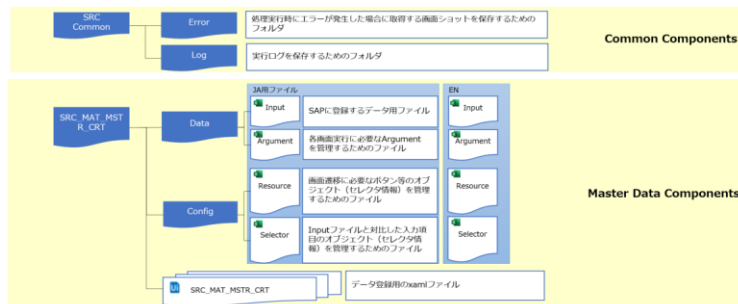 SRC
Common
Error
処理実行時にエラーが発生した場合に取得する画面ショットを保存するための
フォルダ
Log
実行ログを保存するためのフォルダ
Common Components
JA用ファイル
EN
SRC_MAT_MST
R_CRT
Data
Input
SAPに登録するデータ用ファイル
Input
Argument
各画面実行に必要なArgument
を管理するためのファイル
Argument
Config
Resource
画面遷移に必要なボタン等のオブ
ジェクト（セレクタ情報）を管理
するためのファイル
Resource
Master Data Components
Selector
Inputファイルと対比した入力項
目のオブジェクト（セレクタ情
報）を管理するためのファイル
Selector
Ui
SRC_MAT_MSTR_CRT
データ登録用のxamlファイル